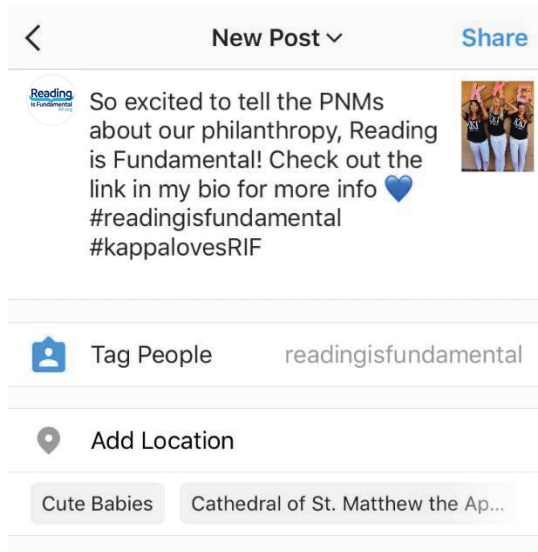 New Post
Share
Reading
Is Fundamental
So excited to tell the PNMs
about our philanthropy, Reading
is Fundamental! Check out the
link in my bio for more info 💙
#readingisfundamental
#kappalovesRIF
KKG
Tag People
readingisfundamental
Add Location
Cute Babies
Cathedral of St. Matthew the Ap...